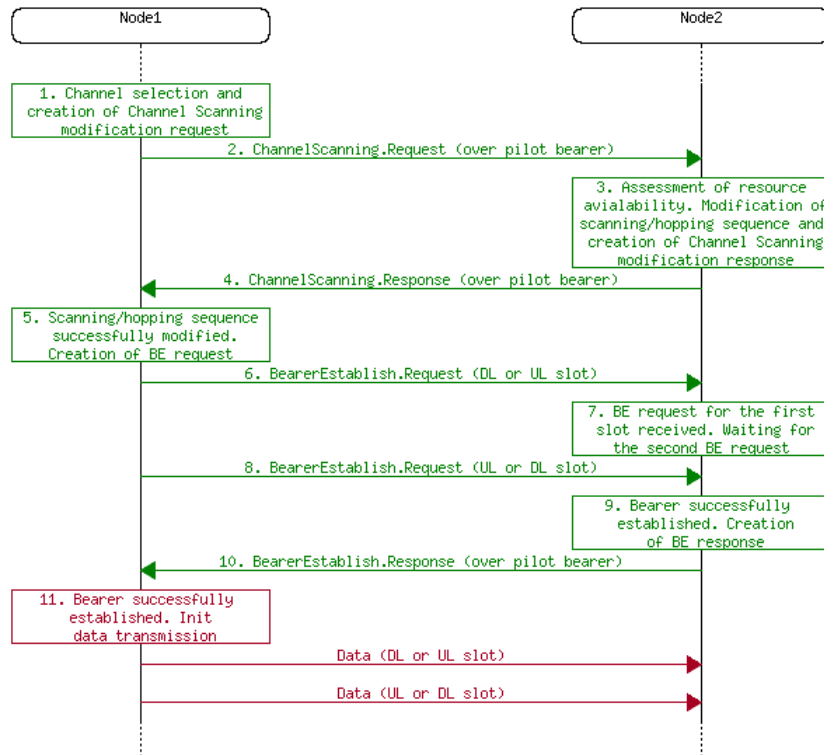 Node1
Node2
1. Channel selection and
creation of Channel Scanning
modification request
2. ChannelScanning.Request (over pilot bearer)
3. Assessment of resource
avialability. Modification of
scanning/hopping sequence and
creation of Channel Scanning
modification response
4. ChannelScanning.Response (over pilot bearer)
5. Scanning/hopping sequence
successfully modified.
Creation of BE request
6. BearerEstablish.Request (DL or UL slot)
7. BE request for the first
slot received. Waiting for
the second BE request
8. BearerEstablish.Request (UL or DL slot)
9. Bearer successfully
established. Creation
of BE response
10. BearerEstablish.Response (over pilot bearer)
11. Bearer successfully
established. Init
data transmission
Data (DL or UL slot)
Data (UL or DL slot)